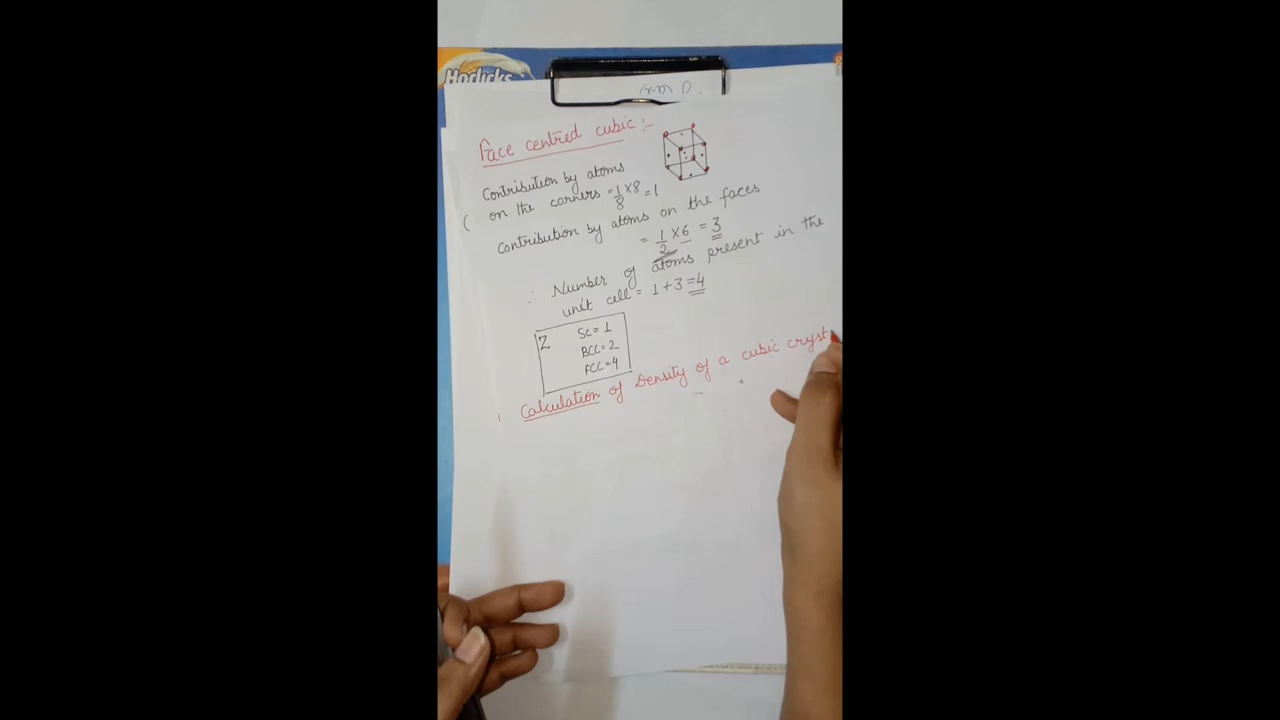 Horlicks
Face centred cubic :-
Contribution by atoms
on the corners = 1/8 × 8 = 1
Contribution by atoms on the faces
= 1/2 × 6 = 3
∴ Number of atoms present in the
unit cell = 1 + 3 = 4
Z SC = 1
BCC = 2
FCC = 4
Calculation of Density of a cubic cryst